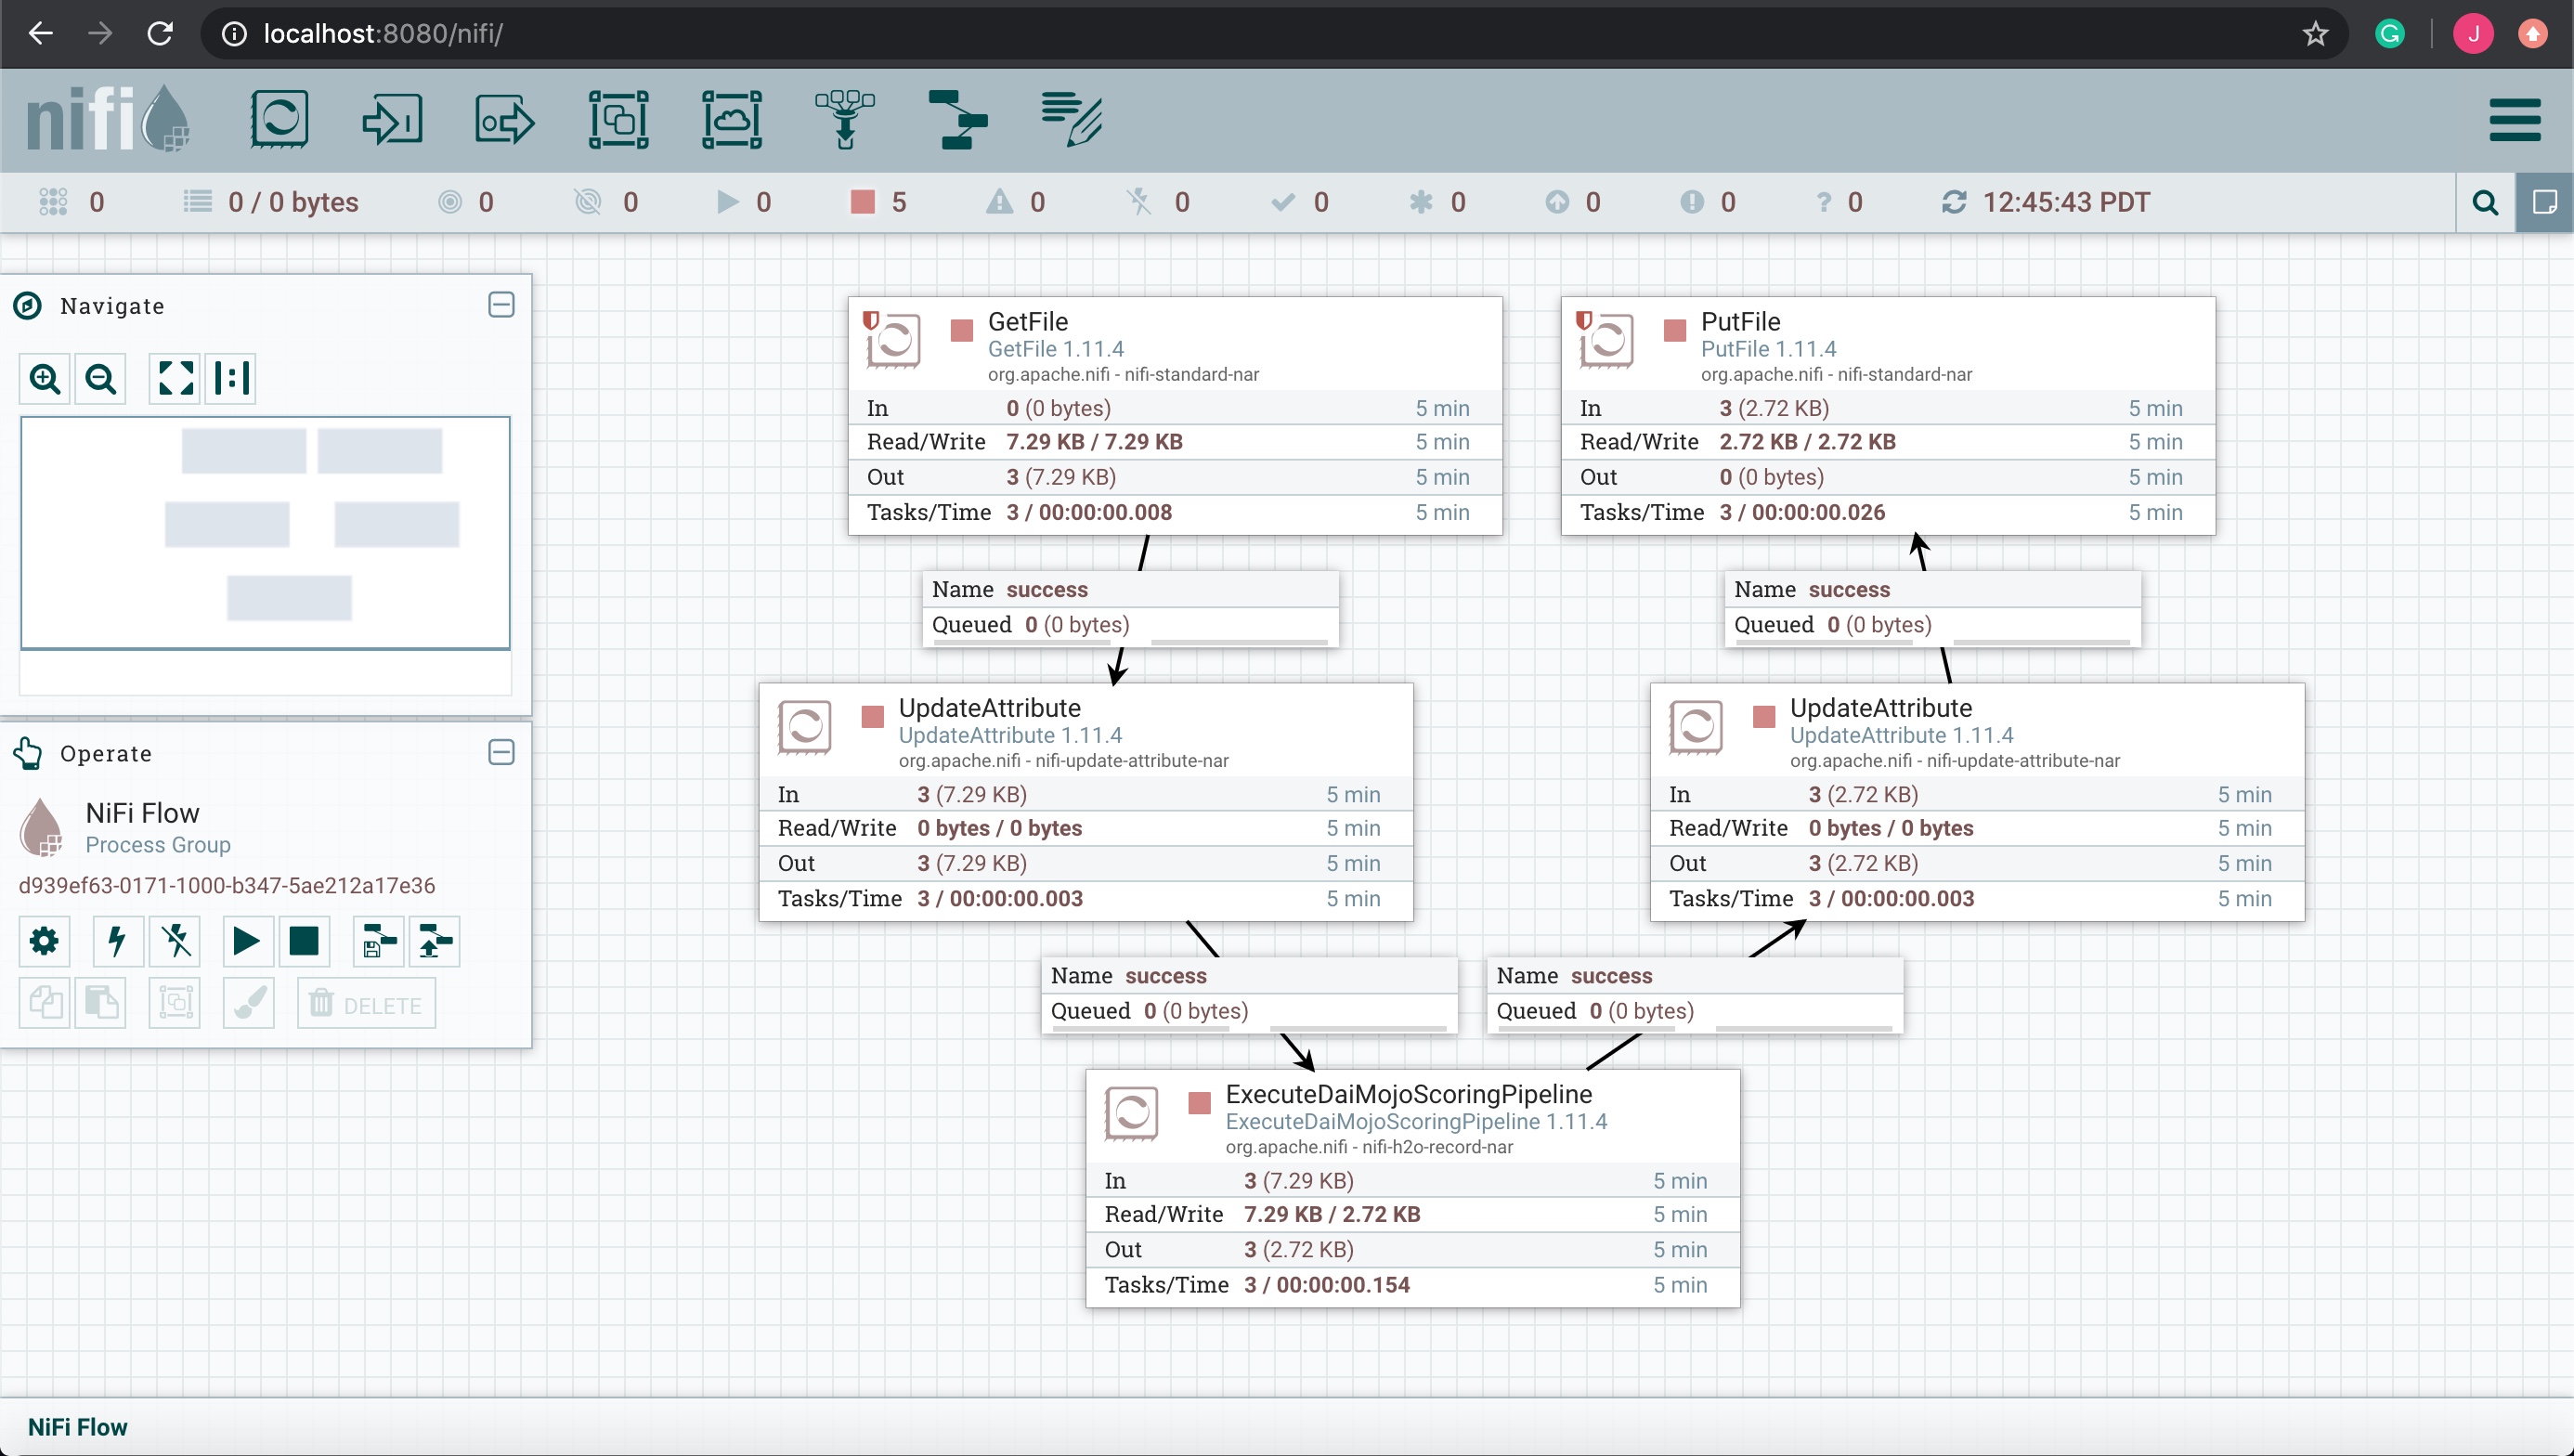 localhost:8080/nifi/
J
nifi
0
0 / 0 bytes
0
0
0
5
0
0
0
0
0
0
? 0
12:45:43 PDT
Navigate
Operate
NiFi Flow
Process Group
d939ef63-0171-1000-b347-5ae212a17e36
DELETE
GetFile
GetFile 1.11.4
org.apache.nifi - nifi-standard-nar
In 0 (0 bytes) 5 min
Read/Write 7.29 KB / 7.29 KB 5 min
Out 3 (7.29 KB) 5 min
Tasks/Time 3 / 00:00:00.008 5 min
PutFile
PutFile 1.11.4
org.apache.nifi - nifi-standard-nar
In 3 (2.72 KB) 5 min
Read/Write 2.72 KB / 2.72 KB 5 min
Out 0 (0 bytes) 5 min
Tasks/Time 3 / 00:00:00.026 5 min
Name success
Queued 0 (0 bytes)
Name success
Queued 0 (0 bytes)
UpdateAttribute
UpdateAttribute 1.11.4
org.apache.nifi - nifi-update-attribute-nar
In 3 (7.29 KB) 5 min
Read/Write 0 bytes / 0 bytes 5 min
Out 3 (7.29 KB) 5 min
Tasks/Time 3 / 00:00:00.003 5 min
UpdateAttribute
UpdateAttribute 1.11.4
org.apache.nifi - nifi-update-attribute-nar
In 3 (2.72 KB) 5 min
Read/Write 0 bytes / 0 bytes 5 min
Out 3 (2.72 KB) 5 min
Tasks/Time 3 / 00:00:00.003 5 min
Name success
Queued 0 (0 bytes)
Name success
Queued 0 (0 bytes)
ExecuteDaiMojoScoringPipeline
ExecuteDaiMojoScoringPipeline 1.11.4
org.apache.nifi - nifi-h2o-record-nar
In 3 (7.29 KB) 5 min
Read/Write 7.29 KB / 2.72 KB 5 min
Out 3 (2.72 KB) 5 min
Tasks/Time 3 / 00:00:00.154 5 min
NiFi Flow